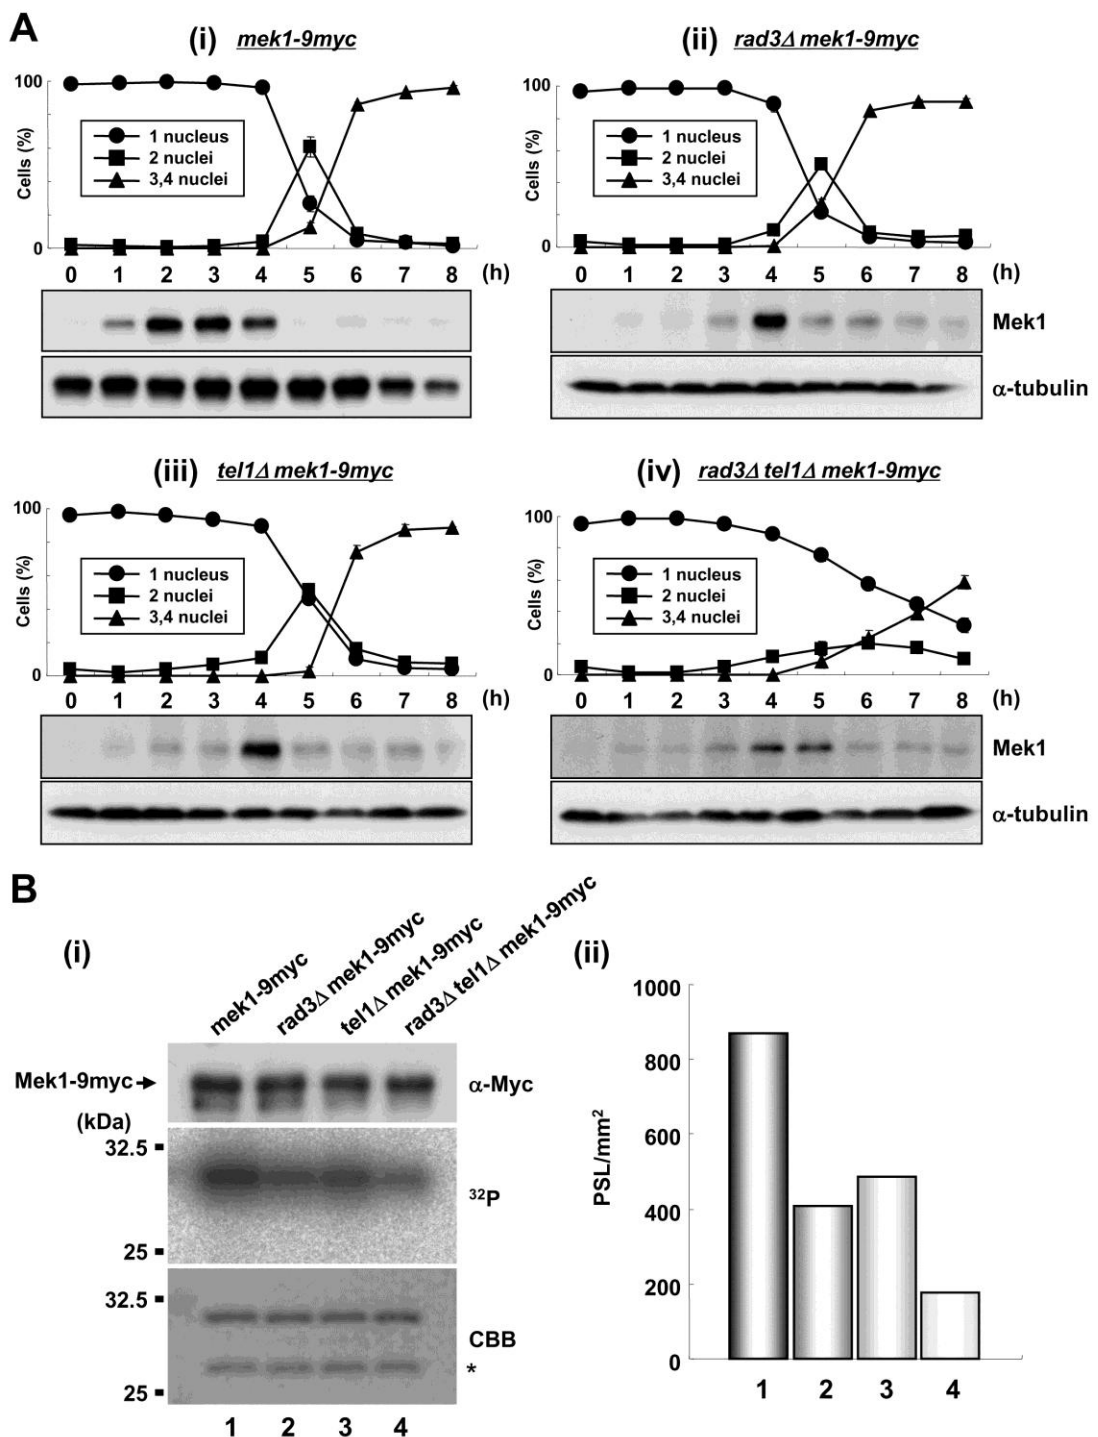 A
(i) mek1-9myc
(ii) rad3Δ mek1-9myc
100
Cells (%)
0
1 nucleus
2 nuclei
3,4 nuclei
0 1 2 3 4 5 6 7 8 (h)
100
Cells (%)
0
1 nucleus
2 nuclei
3,4 nuclei
0 1 2 3 4 5 6 7 8 (h)
Mek1
α-tubulin
(iii) tel1Δ mek1-9myc
(iv) rad3Δ tel1Δ mek1-9myc
100
Cells (%)
0
1 nucleus
2 nuclei
3,4 nuclei
0 1 2 3 4 5 6 7 8 (h)
100
Cells (%)
0
1 nucleus
2 nuclei
3,4 nuclei
0 1 2 3 4 5 6 7 8 (h)
Mek1
α-tubulin
B
(i)
mek1-9myc
rad3Δ mek1-9myc
tel1Δ mek1-9myc
rad3Δ tel1Δ mek1-9myc
Mek1-9myc
α-Myc
(kDa)
32.5
32P
25
32.5
CBB
*
25
1 2 3 4
(ii)
PSL/mm²
1000
800
600
400
200
0
1 2 3 4